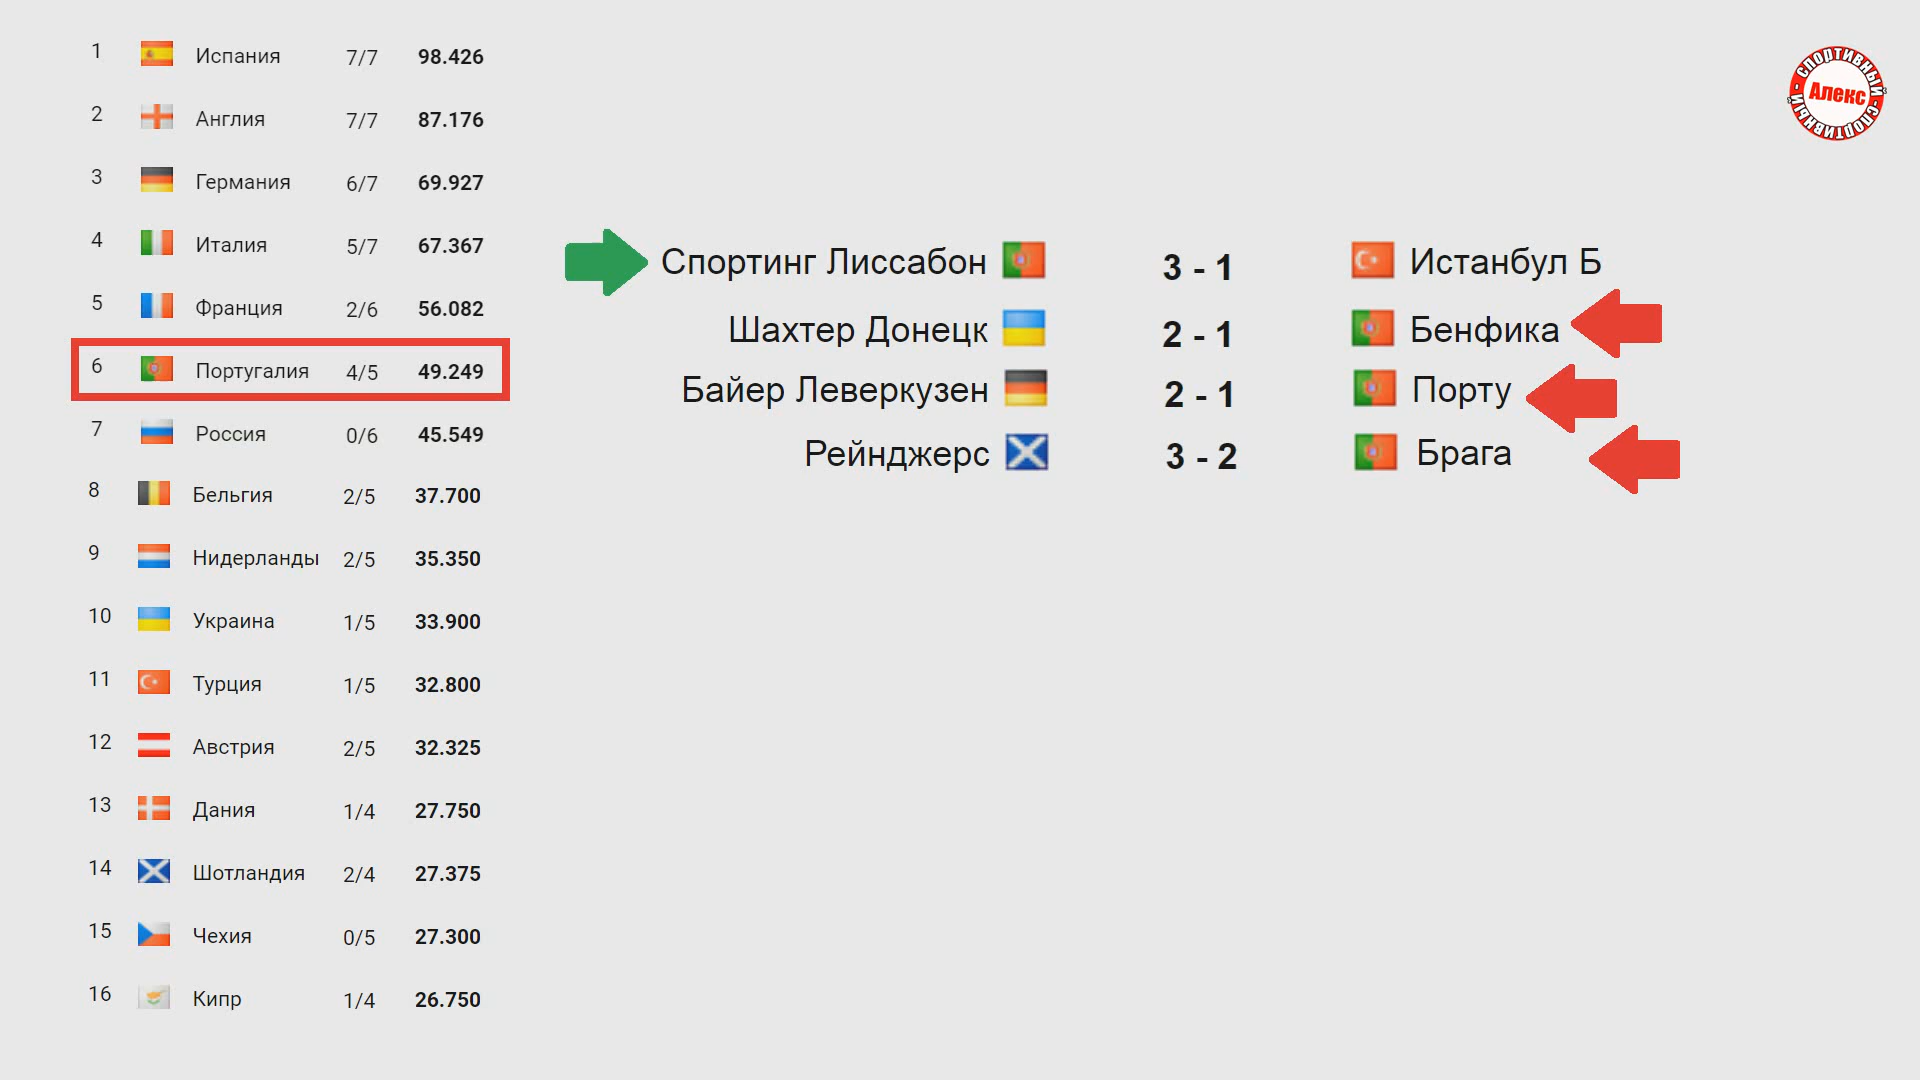 1 Испания 7/7 98.426
2 Англия 7/7 87.176
3 Германия 6/7 69.927
4 Италия 5/7 67.367
5 Франция 2/6 56.082
6 Португалия 4/5 49.249
7 Россия 0/6 45.549
8 Бельгия 2/5 37.700
9 Нидерланды 2/5 35.350
10 Украина 1/5 33.900
11 Турция 1/5 32.800
12 Австрия 2/5 32.325
13 Дания 1/4 27.750
14 Шотландия 2/4 27.375
15 Чехия 0/5 27.300
16 Кипр 1/4 26.750
Спортинг Лиссабон 3 - 1 Истанбул Б
Шахтер Донецк 2 - 1 Бенфика
Байер Леверкузен 2 - 1 Порту
Рейнджерс 3 - 2 Брага
СПОРТИВНЫЙ
Алекс
СПОРТИВНЫЙ